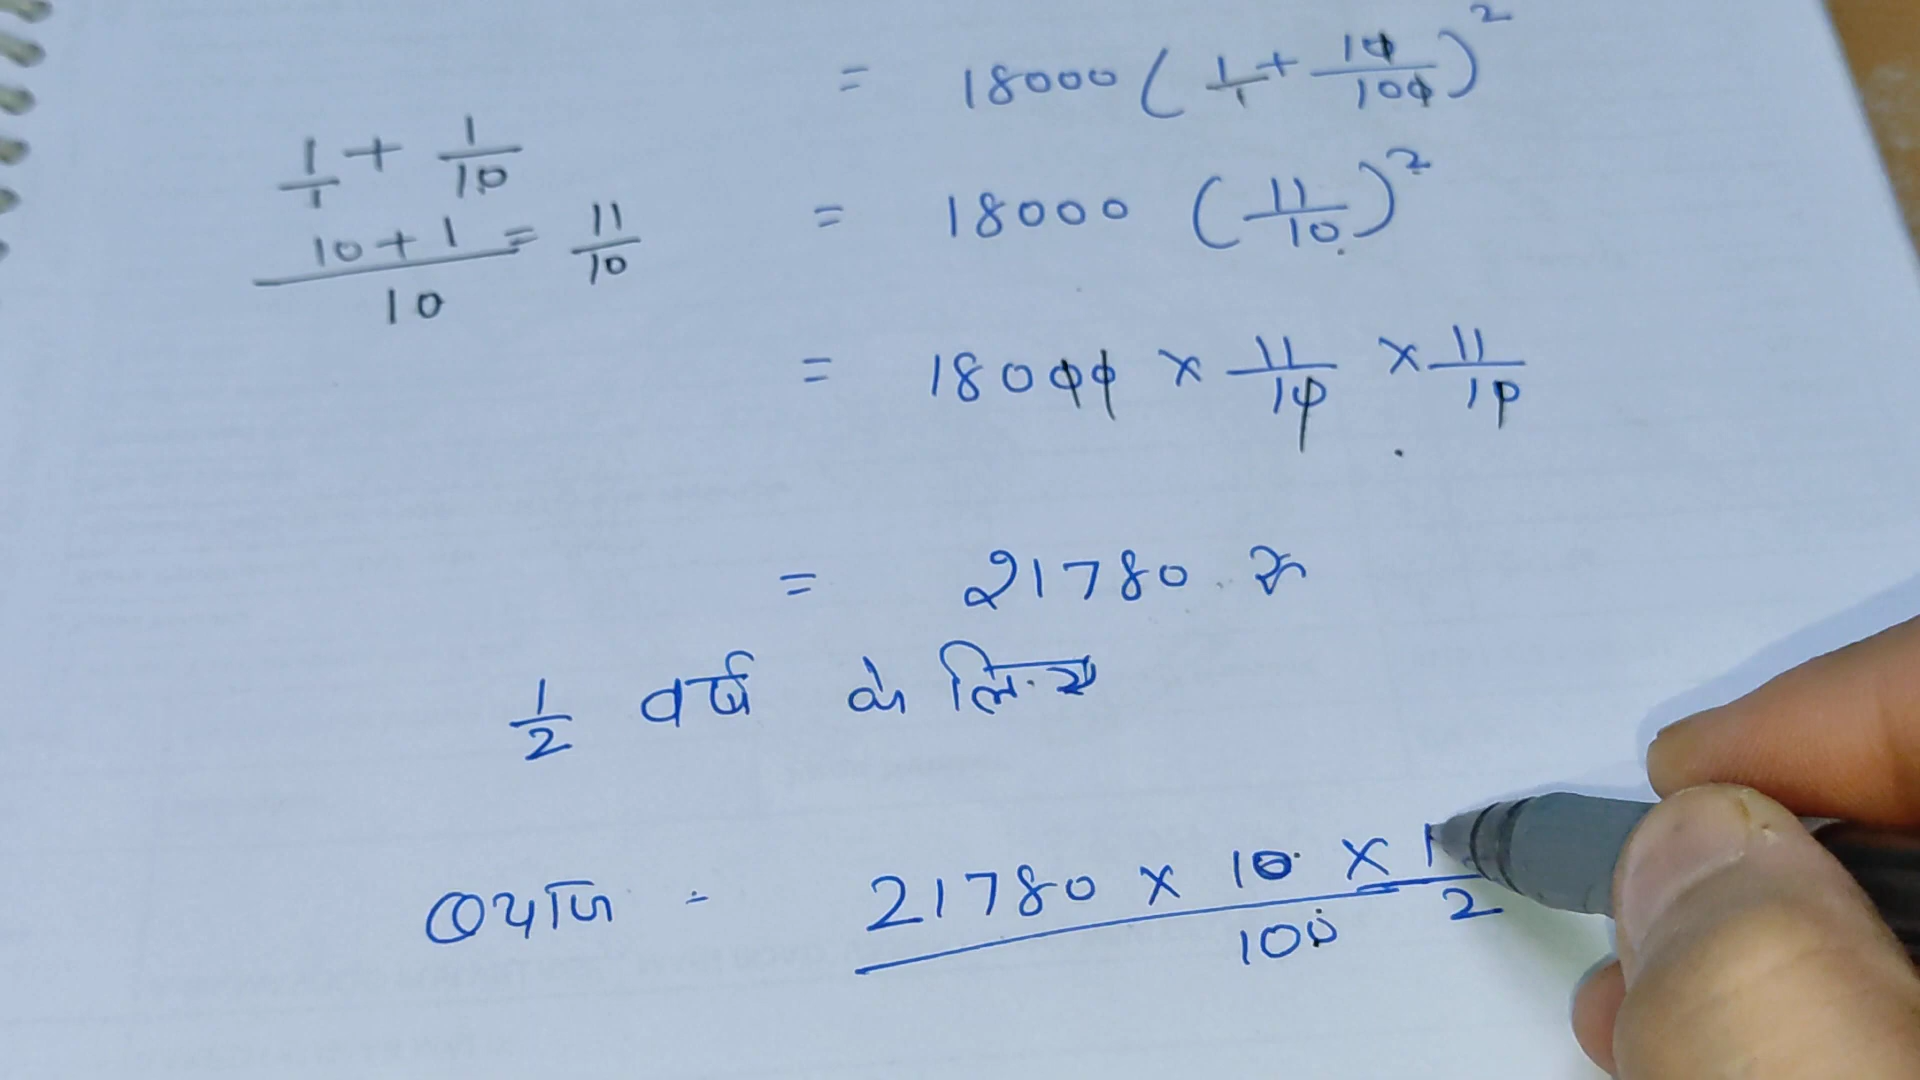 = 18000 ( 1/1 + 10/100 )²
1/1 + 1/10
= 18000 ( 11/10 )²
10 + 1 / 10 = 11/10
= 18000 × 11/10 × 11/10
= 21780 रु
1/2 वर्ष के लिए
ब्याज = 21780 × 10 × 1 / 100 2